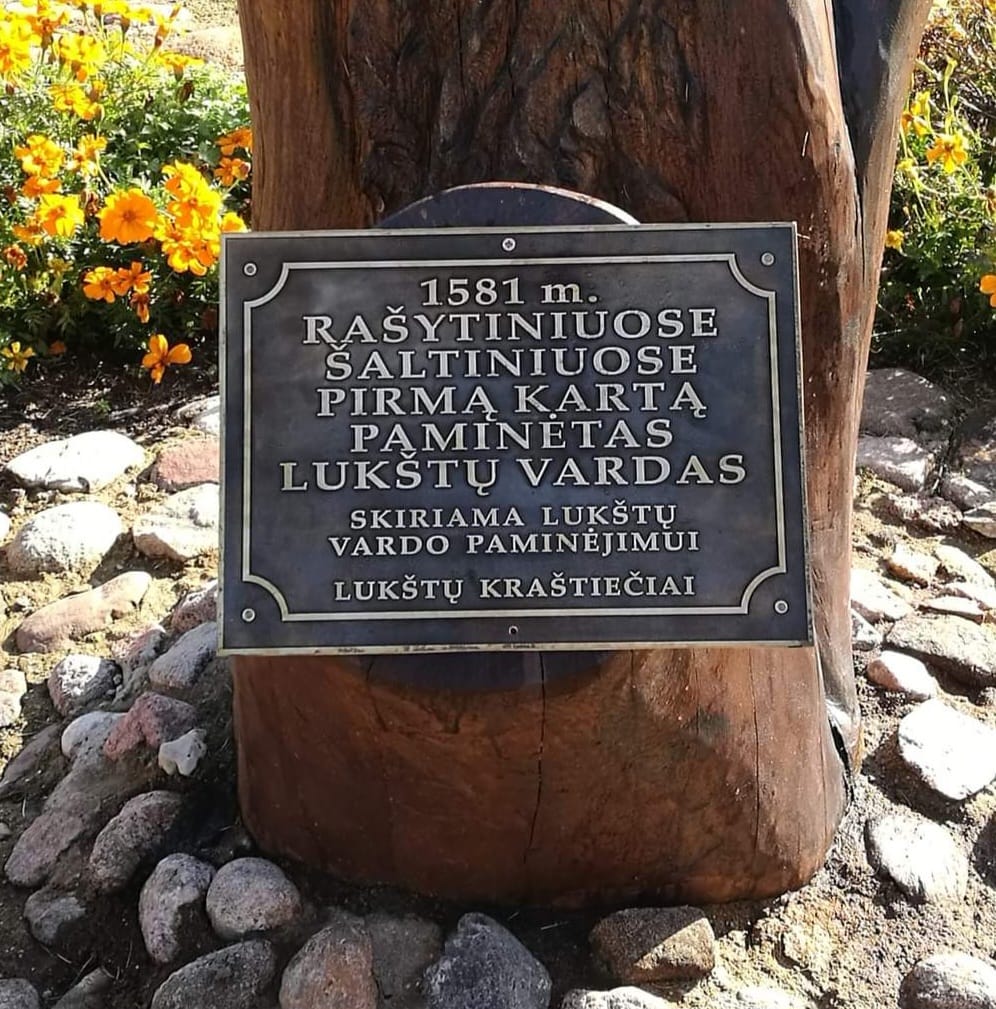 1581 m.
RAŠYTINIUOSE
ŠALTINIUOSE
PIRMĄ KARTĄ
PAMINĖTAS
LUKŠTŲ VARDAS
SKIRIAMA LUKŠTŲ
VARDO PAMINĖJIMUI
LUKŠTŲ KRAŠTIEČIAI